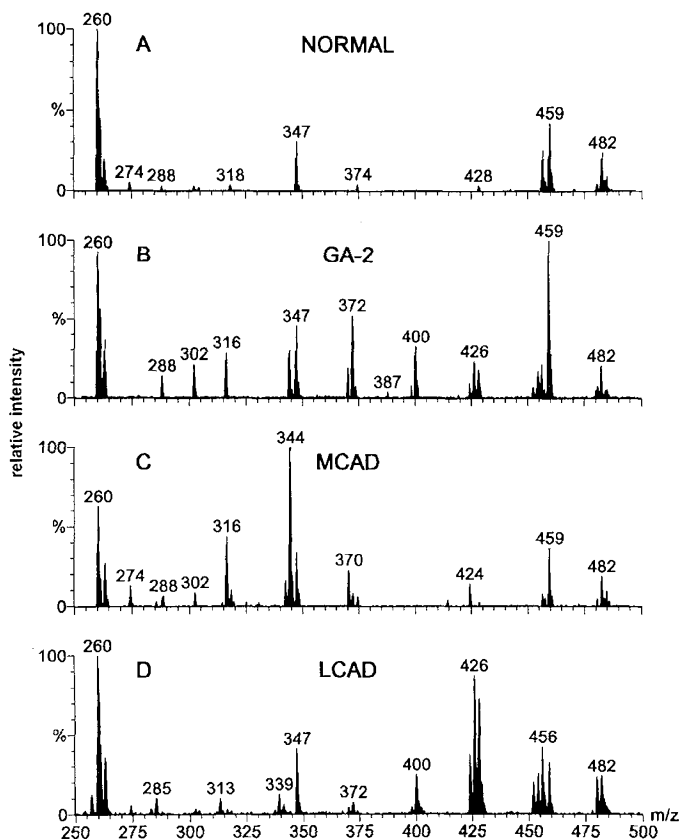 260
100
A NORMAL
%
347 459
274 288 318 374 428 482
0
260 459
100
B GA-2
%
347 372
288 302 316 400 426 482
387
0
344
100
C MCAD
260
%
316 459
274 288 302 370 424 482
0
260 426
100
D LCAD
%
347 456
285 313 339 372 400 482
0
250 275 300 325 350 375 400 425 450 475 500 m/z
relative intensity